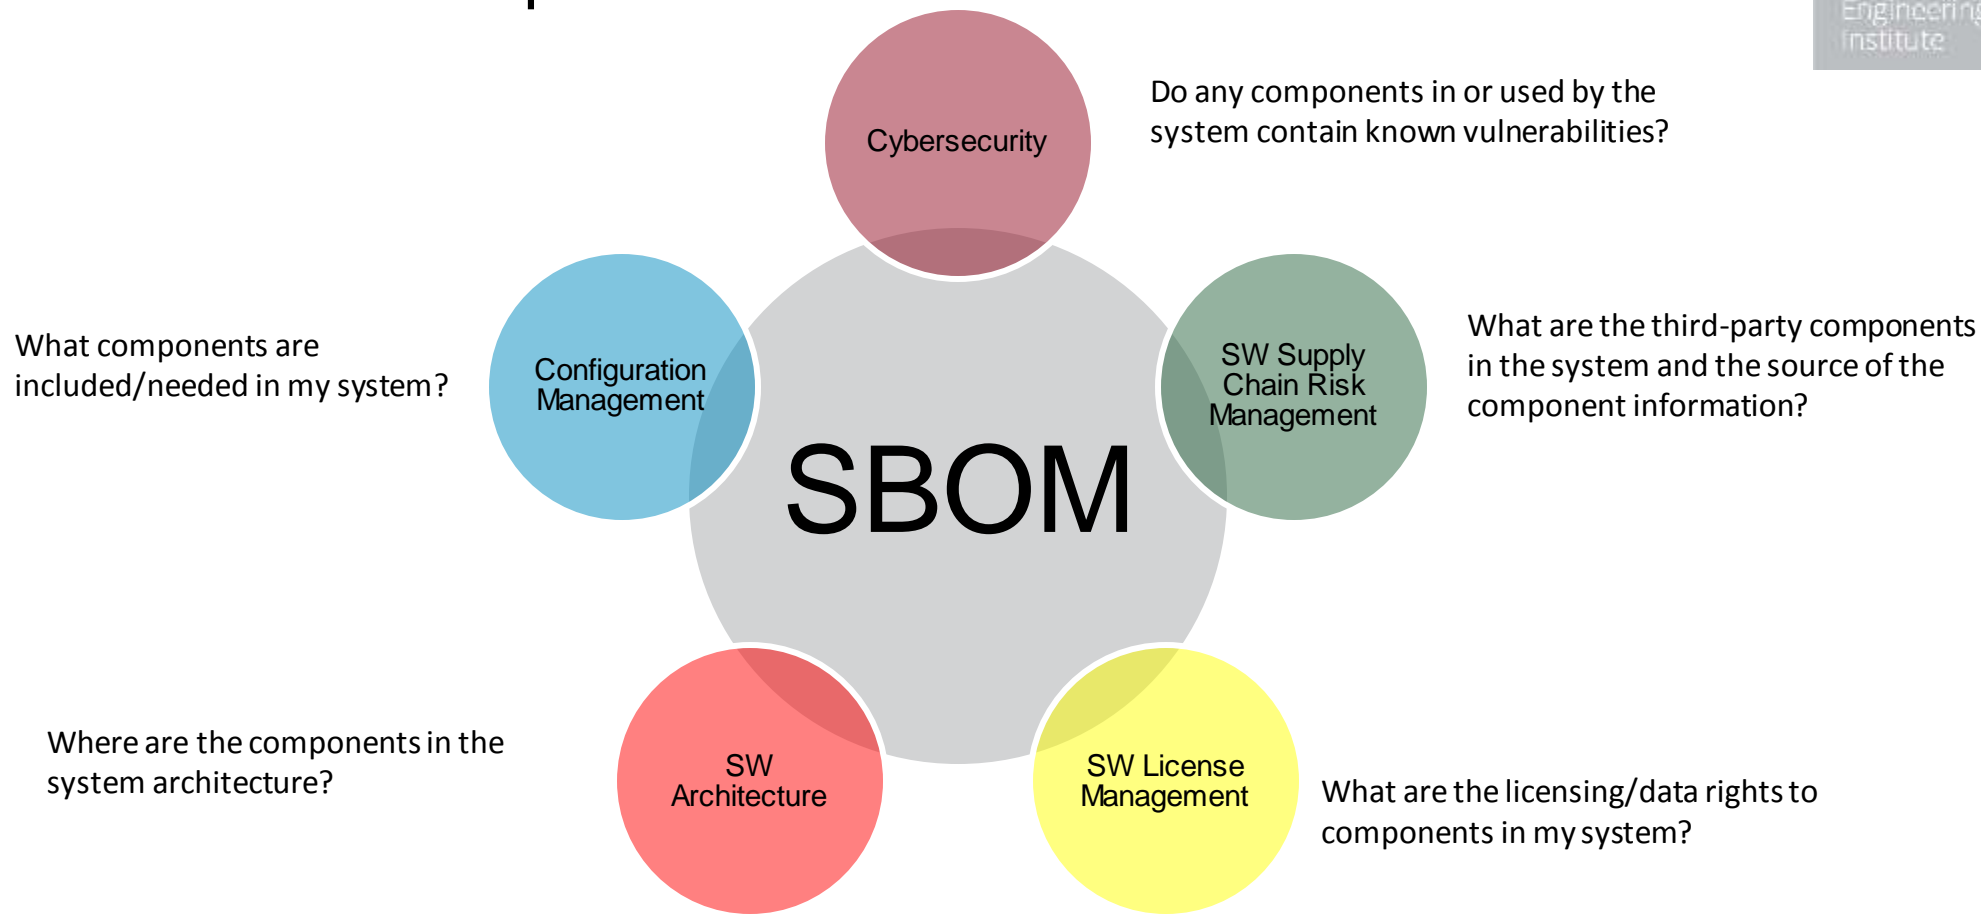 Engineering
Institute
Cybersecurity
Do any components in or used by the
system contain known vulnerabilities?
What components are
included/needed in my system?
Configuration
Management
SW Supply
Chain Risk
Management
What are the third-party components
in the system and the source of the
component information?
SBOM
Where are the components in the
system architecture?
SW
Architecture
SW License
Management
What are the licensing/data rights to
components in my system?